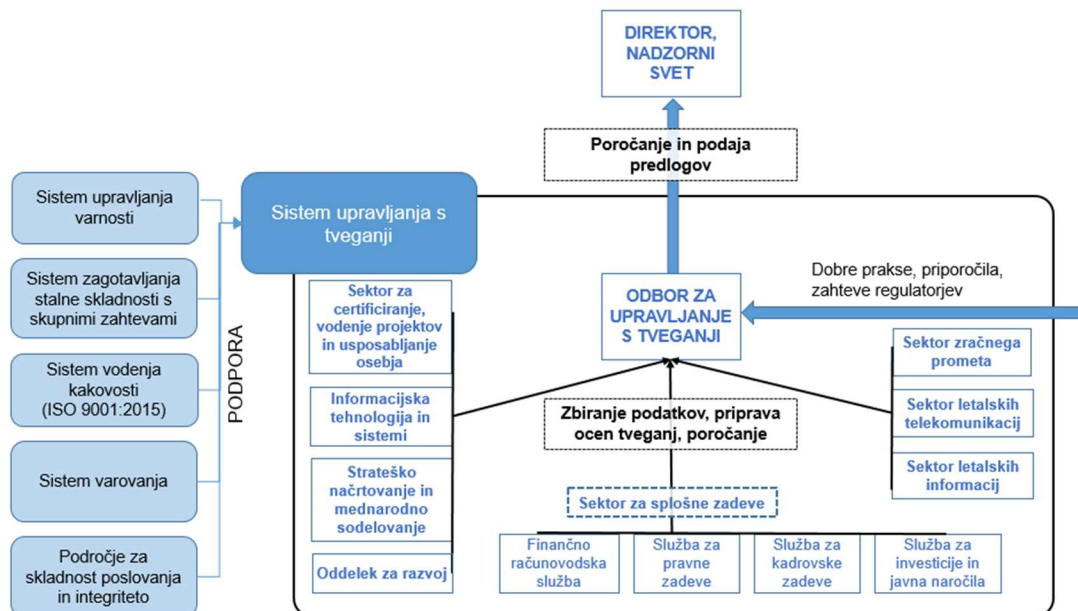 DIREKTOR,
NADZORNI
SVET
Poročanje in podaja
predlogov
Sistem upravljanja
varnosti
Sistem zagotavljanja
stalne skladnosti s
skupnimi zahtevami
Sistem vodenja
kakovosti
(ISO 9001:2015)
Sistem varovanja
Področje za
skladnost poslovanja
in integriteto
PODPORA
Sistem upravljanja s
tveganji
Sektor za
certificiranje,
vodenje projektov
in usposabljanje
osebja
Informacijska
tehnologija in
sistemi
Strateško
načrtovanje in
mednarodno
sodelovanje
Oddelek za razvoj
ODBOR ZA
UPRAVLJANJE
S TVEGANJI
Zbiranje podatkov, priprava
ocen tveganj, poročanje
Sektor za splošne zadeve
Finančno
računovodska
služba
Služba za
pravne
zadeve
Služba za
kadrovske
zadeve
Služba za
investicije in
javna naročila
Dobre prakse, priporočila,
zahteve regulatorjev
Sektor zračnega
prometa
Sektor letalskih
telekomunikacij
Sektor letalskih
informacij